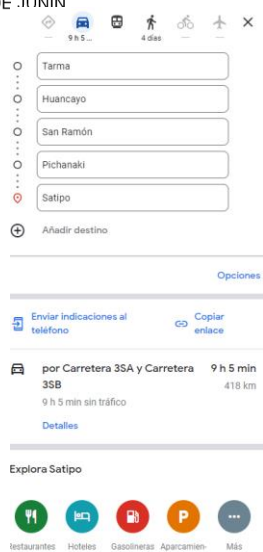 DE JUNIN
9 h 5...
4 días
Tarma
Huancayo
San Ramón
Pichanaki
Satipo
Añadir destino
Opciones
Enviar indicaciones al
teléfono
Copiar
enlace
por Carretera 3SA y Carretera
3SB
9 h 5 min
418 km
9 h 5 min sin tráfico
Detalles
Explora Satipo
P
Restaurantes
Hoteles
Gasolineras
Aparcamien-
Más